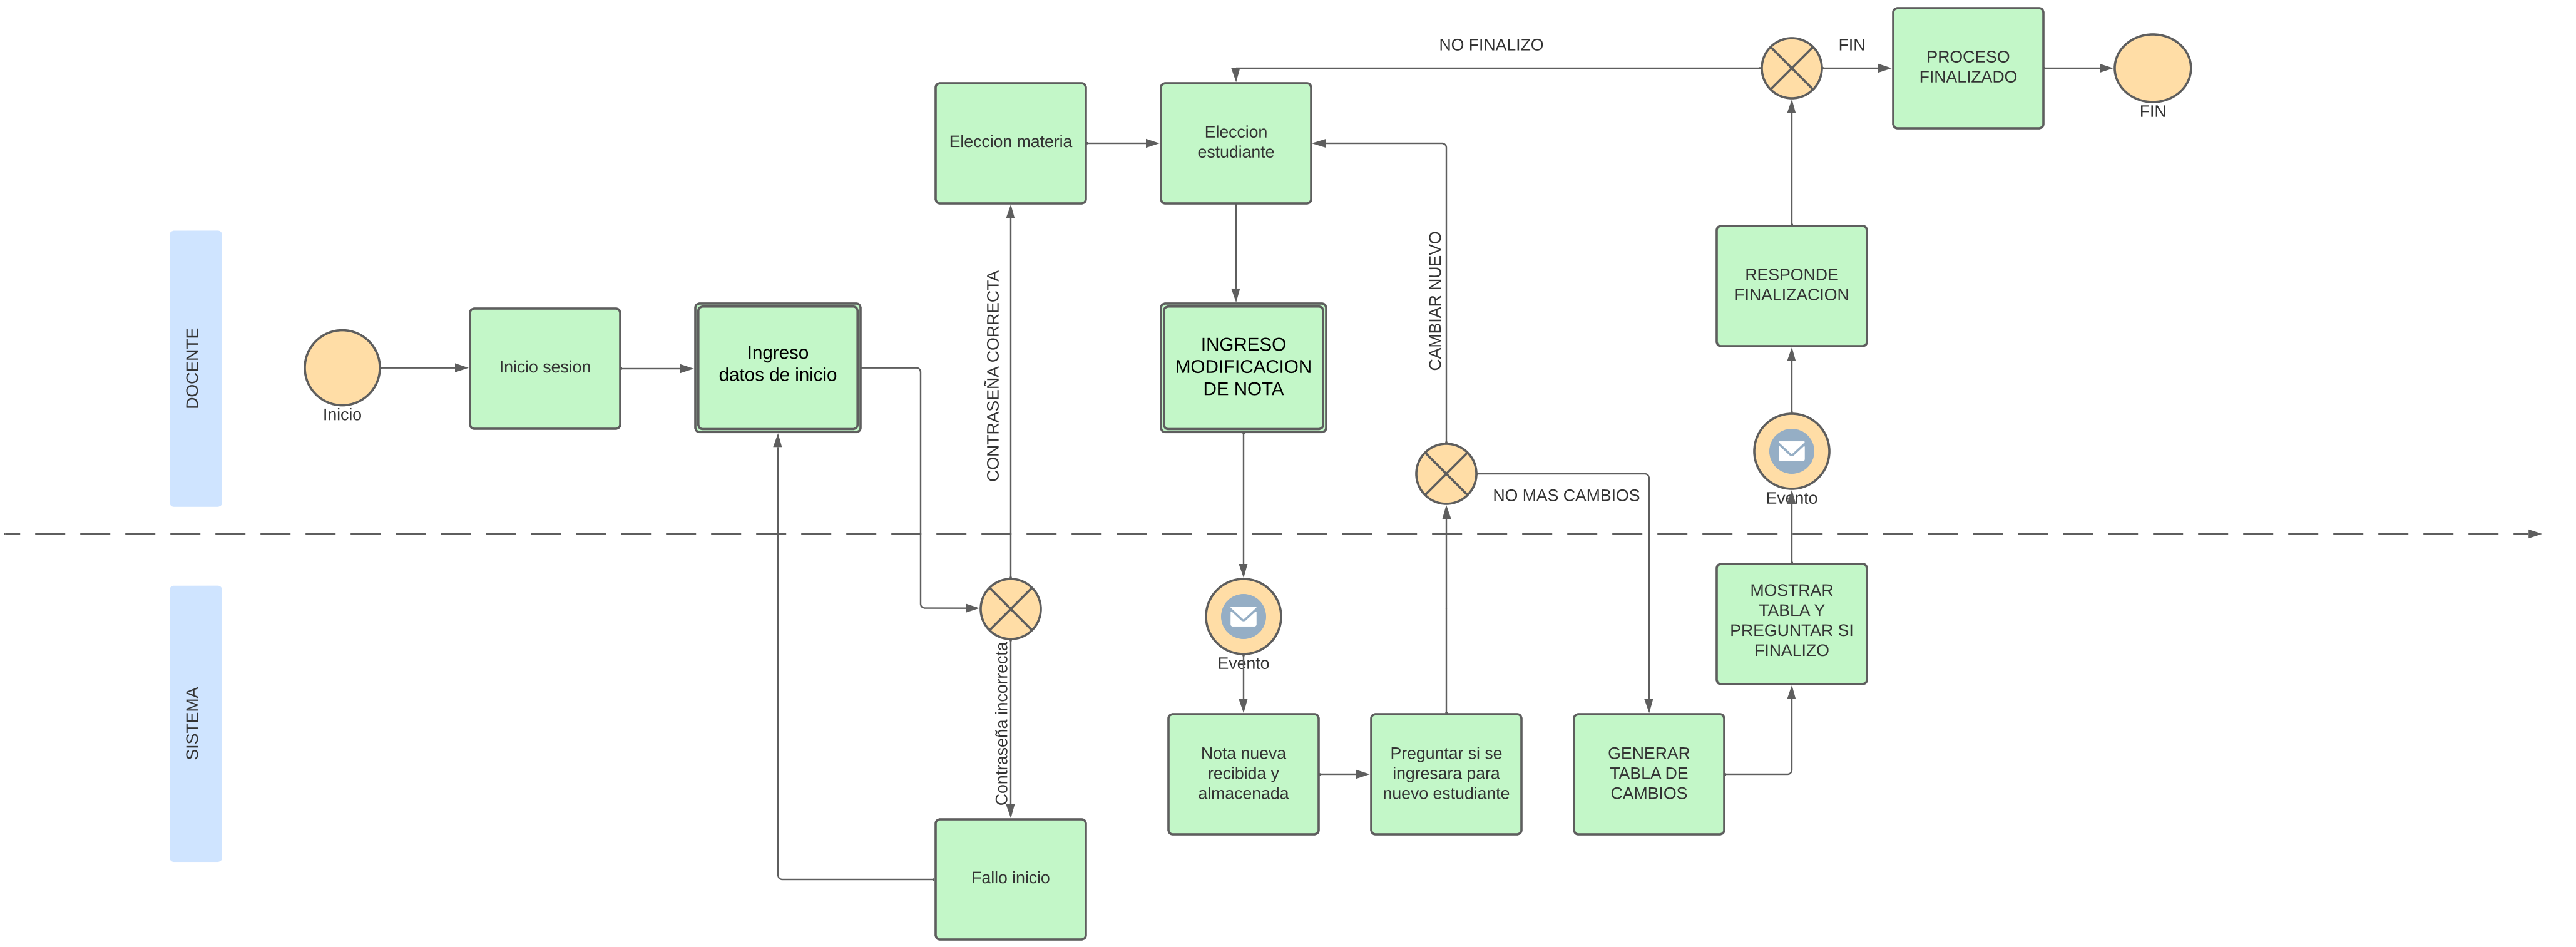 NO FINALIZO
FIN
PROCESO
FINALIZADO
FIN
Eleccion materia
Eleccion
estudiante
DOCENTE
Inicio
Inicio sesion
Ingreso
datos de inicio
CONTRASEÑA CORRECTA
INGRESO
MODIFICACION
DE NOTA
CAMBIAR NUEVO
NO MAS CAMBIOS
RESPONDE
FINALIZACION
Evento
SISTEMA
Contraseña incorrecta
Fallo inicio
Evento
Nota nueva
recibida y
almacenada
Preguntar si se
ingresara para
nuevo estudiante
GENERAR
TABLA DE
CAMBIOS
MOSTRAR
TABLA Y
PREGUNTAR SI
FINALIZO